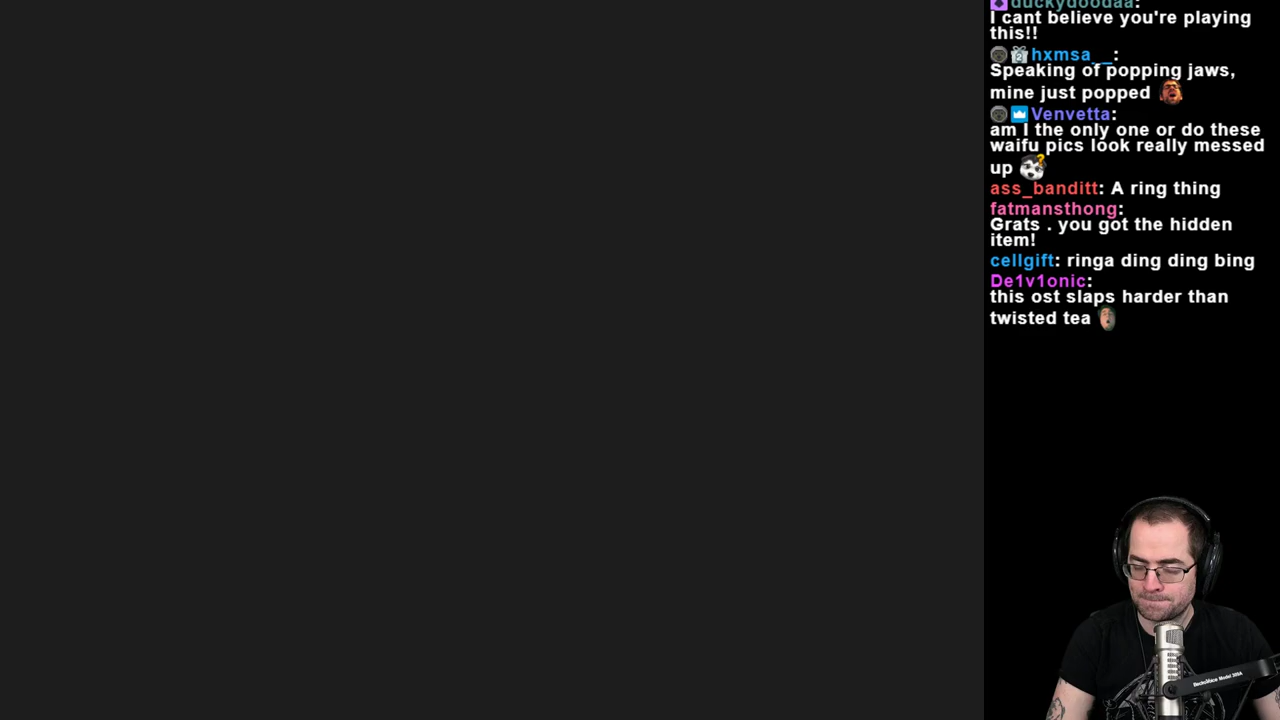 duckydoodaa:
I cant believe you're playing
this!!
hxmsa__:
Speaking of popping jaws,
mine just popped
Venvetta:
am I the only one or do these
waifu pics look really messed
up
ass_banditt: A ring thing
fatmansthong:
Grats . you got the hidden
item!
cellgift: ringa ding ding bing
De1v1onic:
this ost slaps harder than
twisted tea